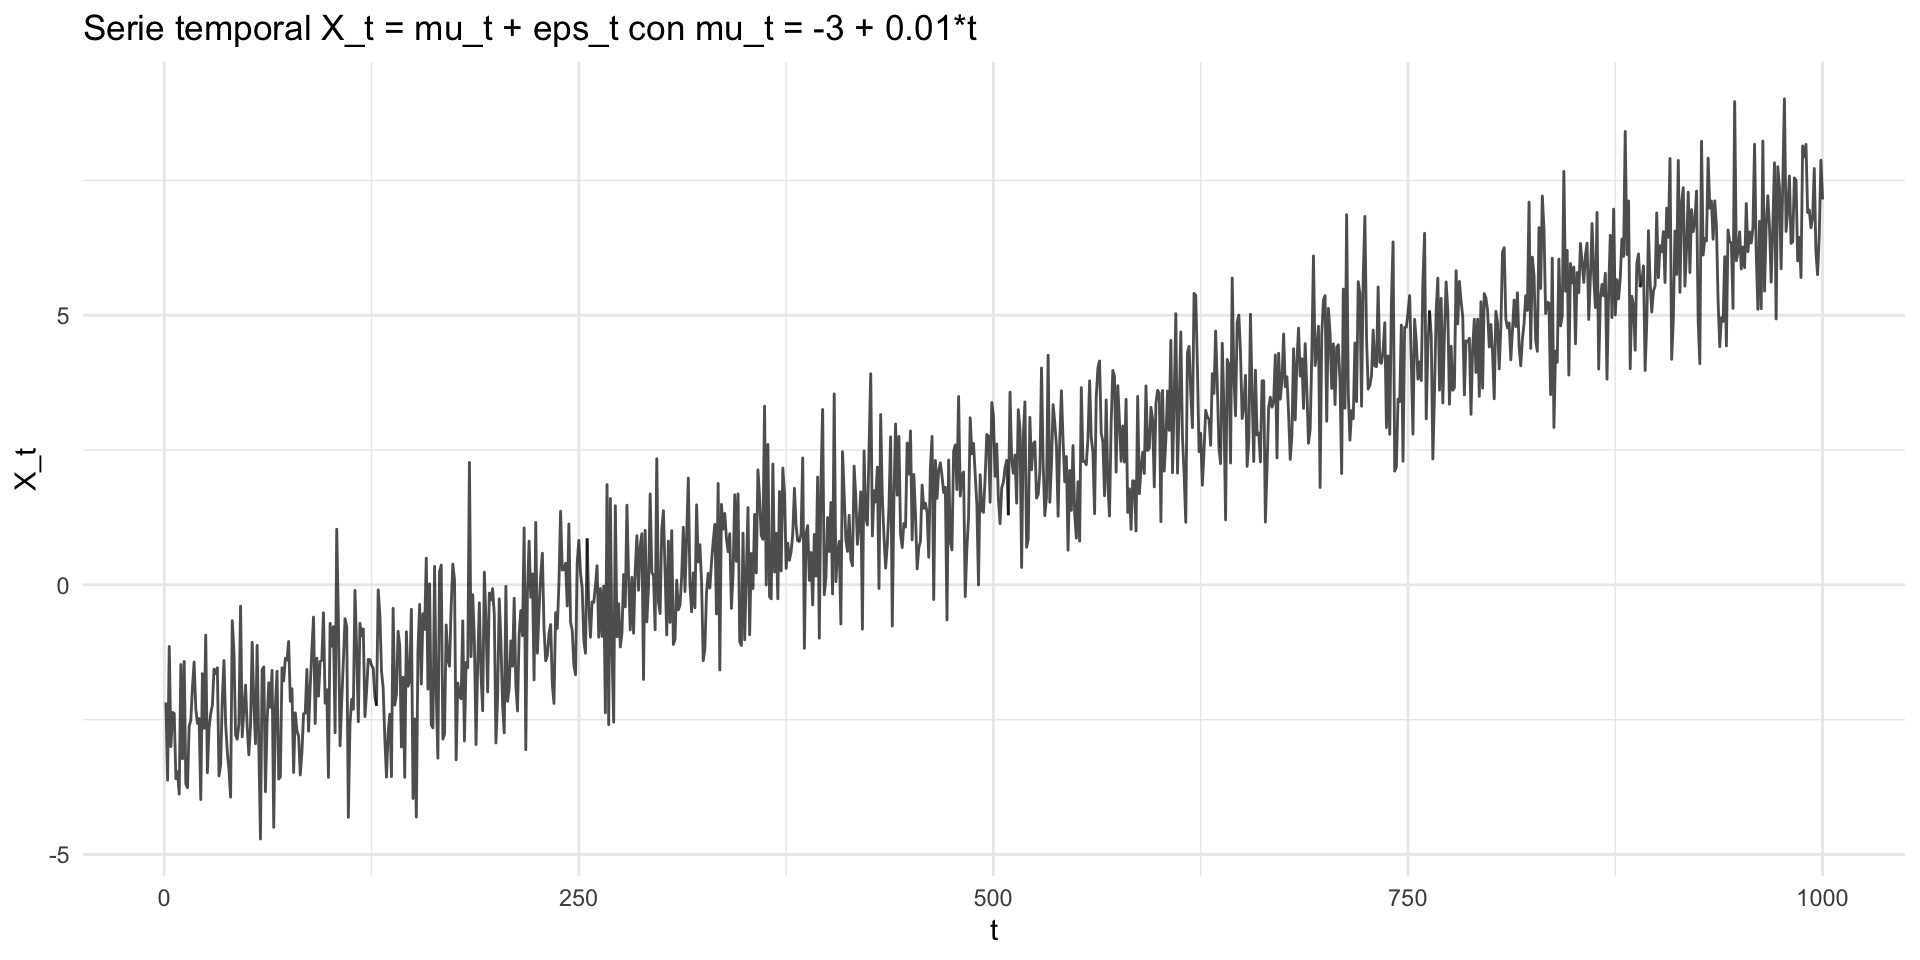 Serie temporal X_t = mu_t + eps_t con mu_t = -3 + 0.01*t
X_t
5
0
-5
0 250 500 750 1000
t